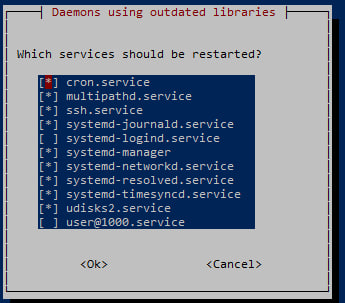 Daemons using outdated libraries
Which services should be restarted?
[*] cron.service
[*] multipathd.service
[*] ssh.service
[*] systemd-journald.service
[ ] systemd-logind.service
[*] systemd-manager
[*] systemd-networkd.service
[*] systemd-resolved.service
[*] systemd-timesyncd.service
[*] udisks2.service
[ ] user@1000.service
<Ok> <Cancel>